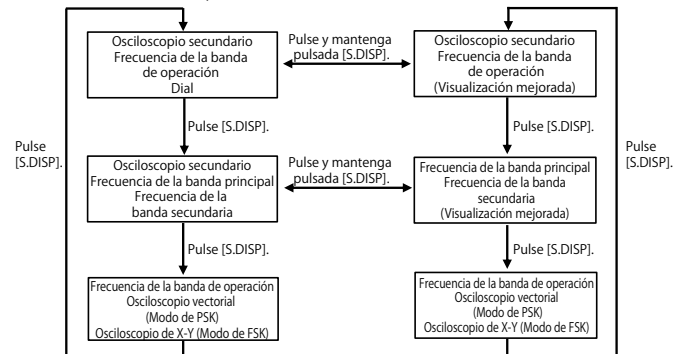 Osciloscopio secundario
Frecuencia de la banda
de operación
Dial
Pulse y mantenga
pulsada [S.DISP].
Osciloscopio secundario
Frecuencia de la banda
de operación
(Visualización mejorada)
Pulse [S.DISP].
Pulse [S.DISP].
Pulse
[S.DISP].
Pulse
[S.DISP].
Osciloscopio secundario
Frecuencia de la banda principal
Frecuencia de la
banda secundaria
Pulse y mantenga
pulsada [S.DISP].
Frecuencia de la banda principal
Frecuencia de la banda
secundaria
(Visualización mejorada)
Pulse [S.DISP].
Pulse [S.DISP].
Frecuencia de la banda de operación
Osciloscopio vectorial
(Modo de PSK)
Osciloscopio de X-Y (Modo de FSK)
Frecuencia de la banda de operación
Osciloscopio vectorial
(Modo de PSK)
Osciloscopio de X-Y (Modo de FSK)